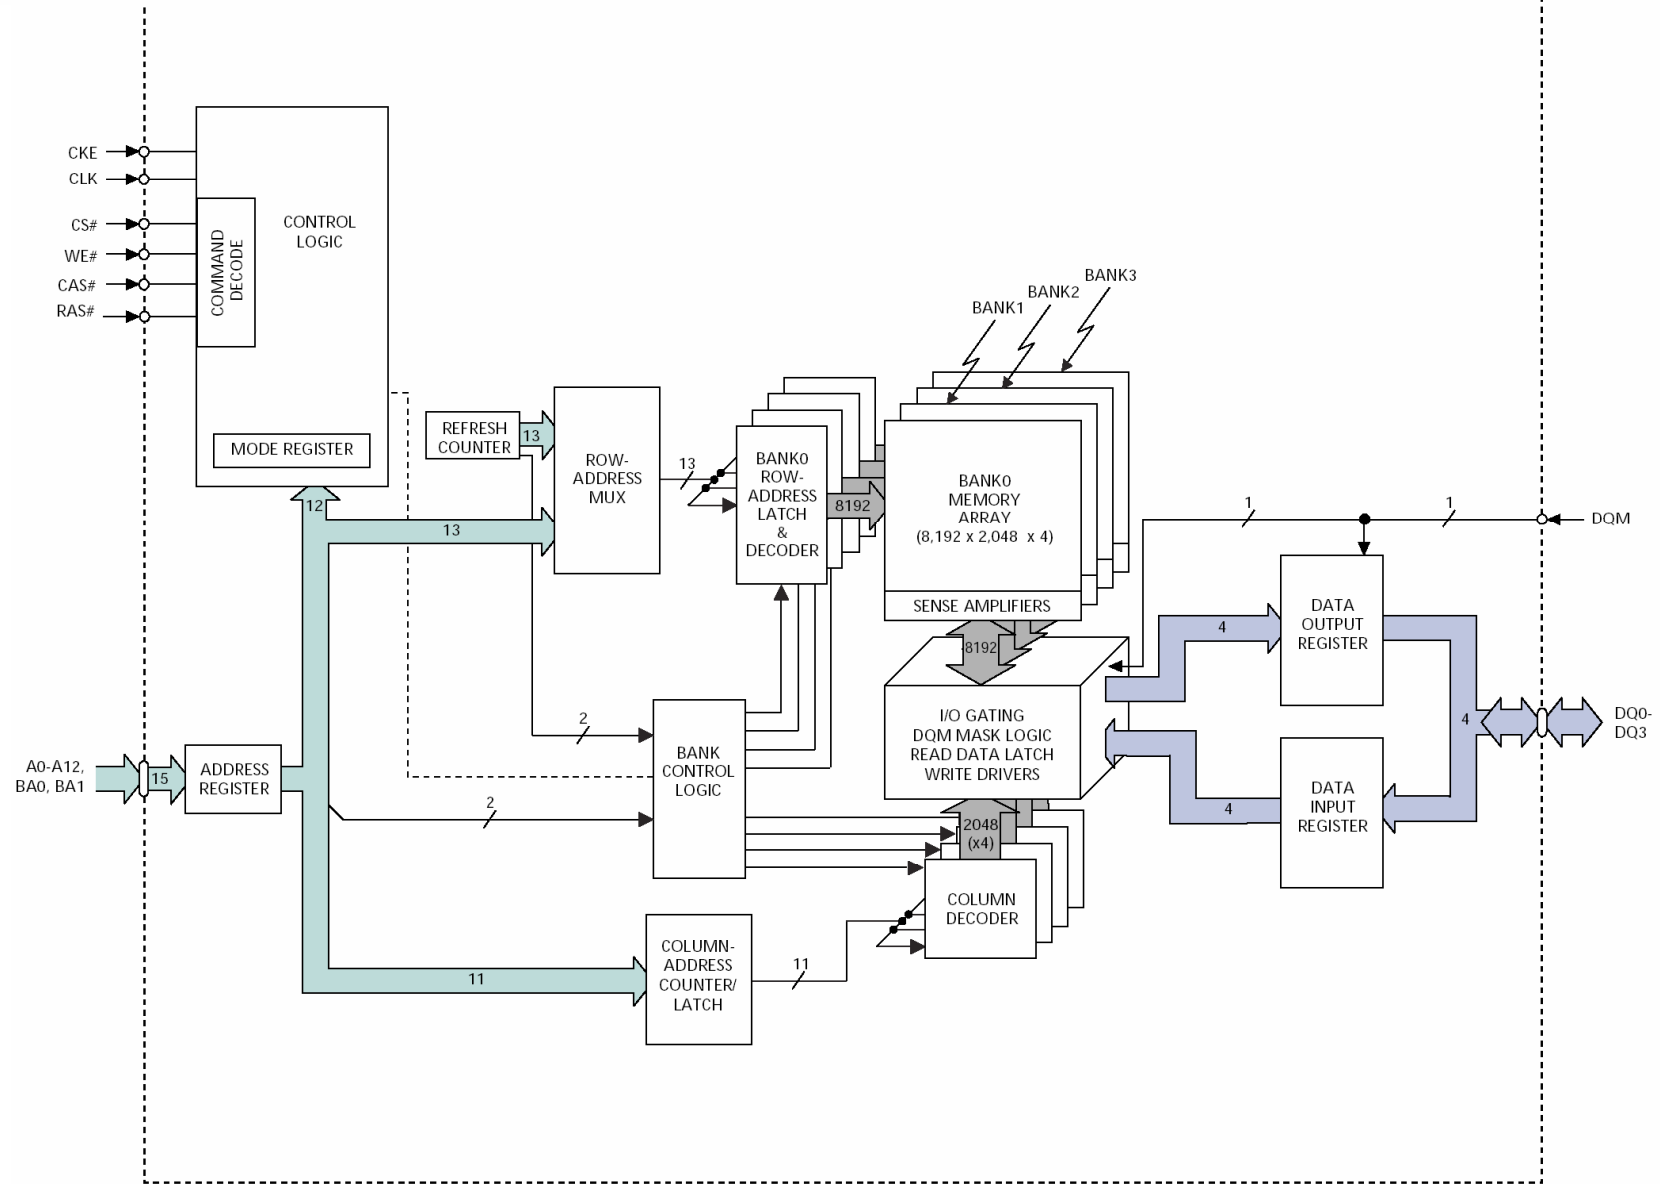 CKE
CLK
CS#
WE#
CAS#
RAS#
COMMAND
DECODE
CONTROL
LOGIC
MODE REGISTER
12
13
REFRESH
COUNTER
13
ROW-
ADDRESS
MUX
13
BANK0
ROW-
ADDRESS
LATCH
&
DECODER
8192
BANK1
BANK2
BANK3
BANK0
MEMORY
ARRAY
(8,192 x 2,048 x 4)
SENSE AMPLIFIERS
8192
I/O GATING
DQM MASK LOGIC
READ DATA LATCH
WRITE DRIVERS
2048
(x4)
COLUMN
DECODER
1
1
DQM
DATA
OUTPUT
REGISTER
4
4
DQ0-
DQ3
DATA
INPUT
REGISTER
4
A0-A12,
BA0, BA1
15
ADDRESS
REGISTER
2
2
BANK
CONTROL
LOGIC
11
COLUMN-
ADDRESS
COUNTER/
LATCH
11